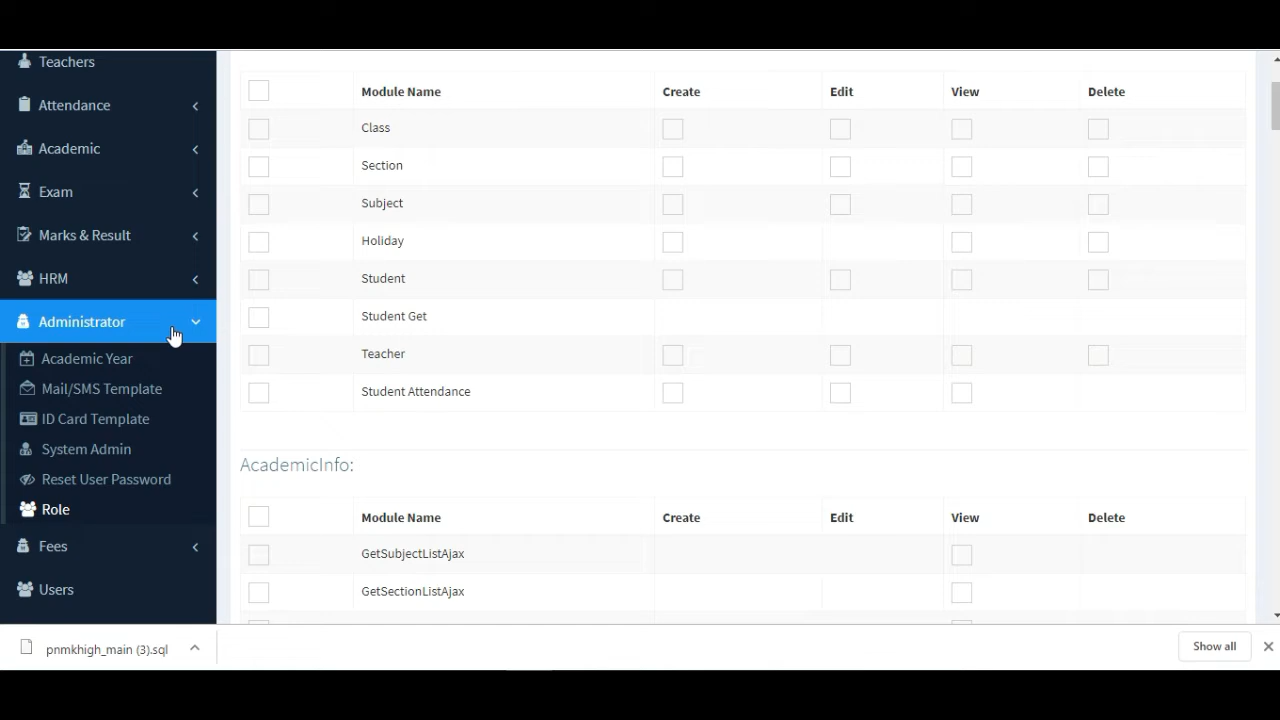 Teachers
Attendance
Academic
Exam
Marks & Result
HRM
Administrator
Academic Year
Mail/SMS Template
ID Card Template
System Admin
Reset User Password
Role
Fees
Users
Module Name Create Edit View Delete
Class
Section
Subject
Holiday
Student
Student Get
Teacher
Student Attendance
AcademicInfo:
Module Name Create Edit View Delete
GetSubjectListAjax
GetSectionListAjax
pnmkhigh_main (3).sql
Show all